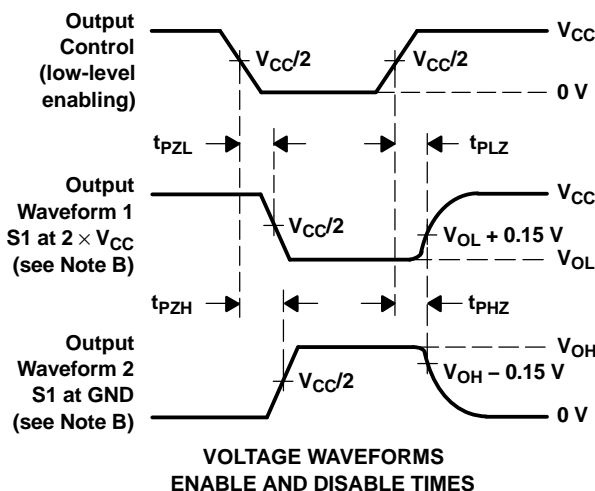 Output
Control
(low-level
enabling)
VCC/2
VCC/2
VCC
0 V
tPZL
tPLZ
Output
Waveform 1
S1 at 2 × VCC
(see Note B)
VCC/2
VCC
VOL + 0.15 V
VOL
tPZH
tPHZ
Output
Waveform 2
S1 at GND
(see Note B)
VCC/2
VOH
VOH − 0.15 V
0 V
VOLTAGE WAVEFORMS
ENABLE AND DISABLE TIMES